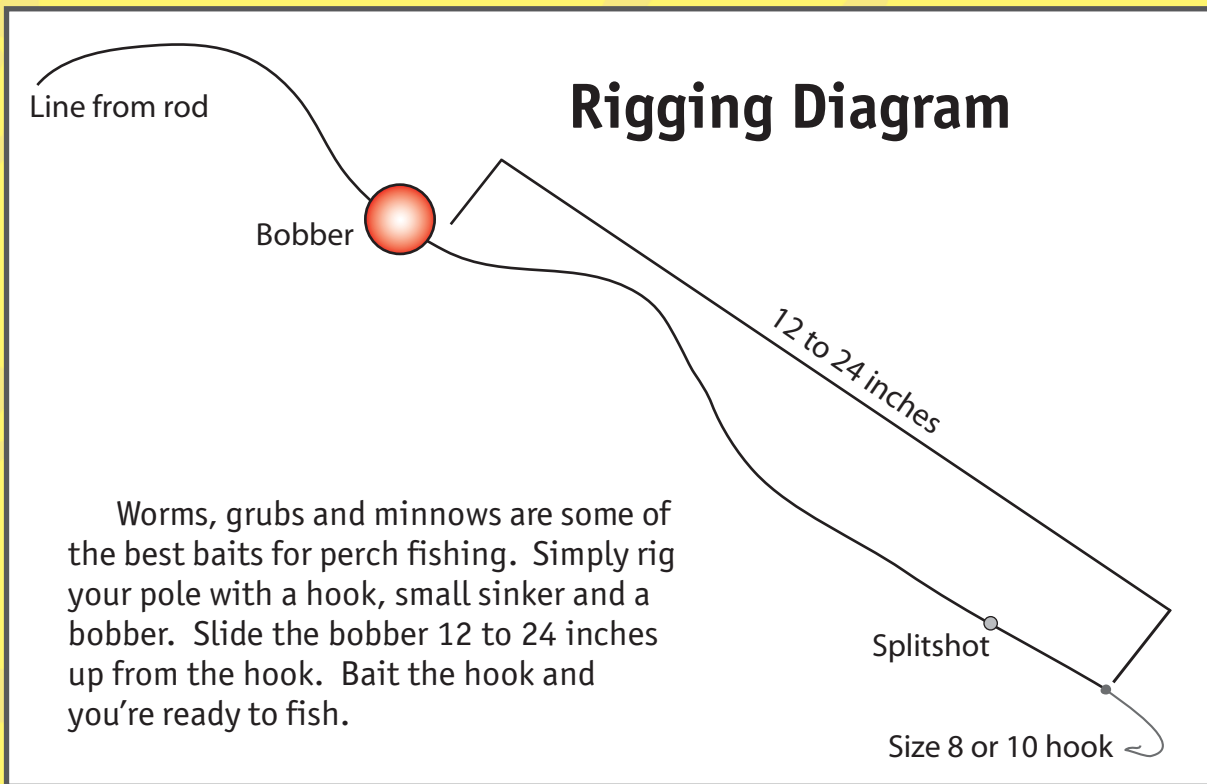 Rigging Diagram
Line from rod
Bobber
12 to 24 inches
Worms, grubs and minnows are some of
the best baits for perch fishing.  Simply rig
your pole with a hook, small sinker and a
bobber.  Slide the bobber 12 to 24 inches
up from the hook.  Bait the hook and
you're ready to fish.
Splitshot
Size 8 or 10 hook